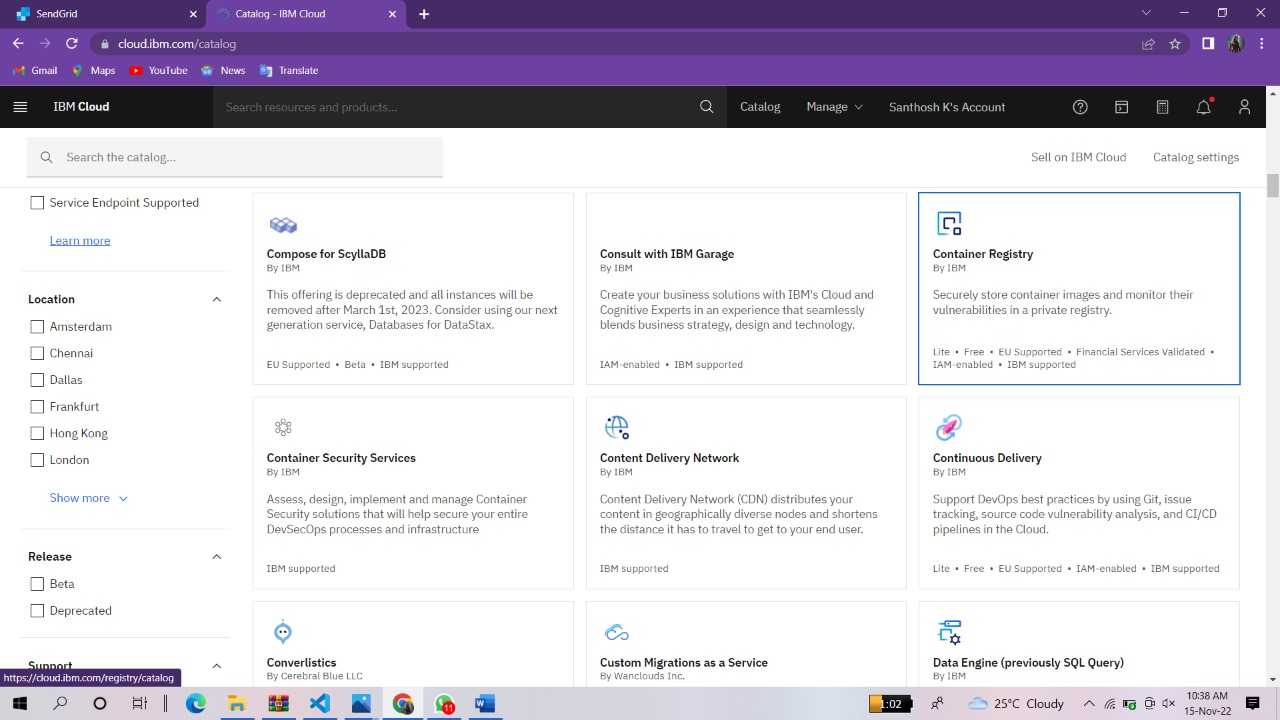 SendGrid
Catalog - IBM Cloud
cloud.ibm.com/catalog
Gmail
Maps
YouTube
News
Translate
IBM Cloud
Search resources and products...
Catalog
Manage
Santhosh K's Account
Search the catalog...
Sell on IBM Cloud
Catalog settings
Service Endpoint Supported
Learn more
Location
Amsterdam
Chennai
Dallas
Frankfurt
Hong Kong
London
Show more
Release
Beta
Deprecated
Support
Compose for ScyllaDB
By IBM
This offering is deprecated and all instances will be
removed after March 1st, 2023. Consider using our next
generation service, Databases for DataStax.
EU Supported • Beta • IBM supported
Consult with IBM Garage
By IBM
Create your business solutions with IBM's Cloud and
Cognitive Experts in an experience that seamlessly
blends business strategy, design and technology.
IAM-enabled • IBM supported
Container Registry
By IBM
Securely store container images and monitor their
vulnerabilities in a private registry.
Lite • Free • EU Supported • Financial Services Validated •
IAM-enabled • IBM supported
Container Security Services
By IBM
Assess, design, implement and manage Container
Security solutions that will help secure your entire
DevSecOps processes and infrastructure
IBM supported
Content Delivery Network
By IBM
Content Delivery Network (CDN) distributes your
content in geographically diverse nodes and shortens
the distance it has to travel to get to your end user.
IBM supported
Continuous Delivery
By IBM
Support DevOps best practices by using Git, issue
tracking, source code vulnerability analysis, and CI/CD
pipelines in the Cloud.
Lite • Free • EU Supported • IAM-enabled • IBM supported
Converlistics
By Cerebral Blue LLC
Custom Migrations as a Service
By Wanclouds Inc.
Data Engine (previously SQL Query)
By IBM
https://cloud.ibm.com/registry/catalog
11
1:02
25°C Cloudy
10:38 AM
15-Nov-22